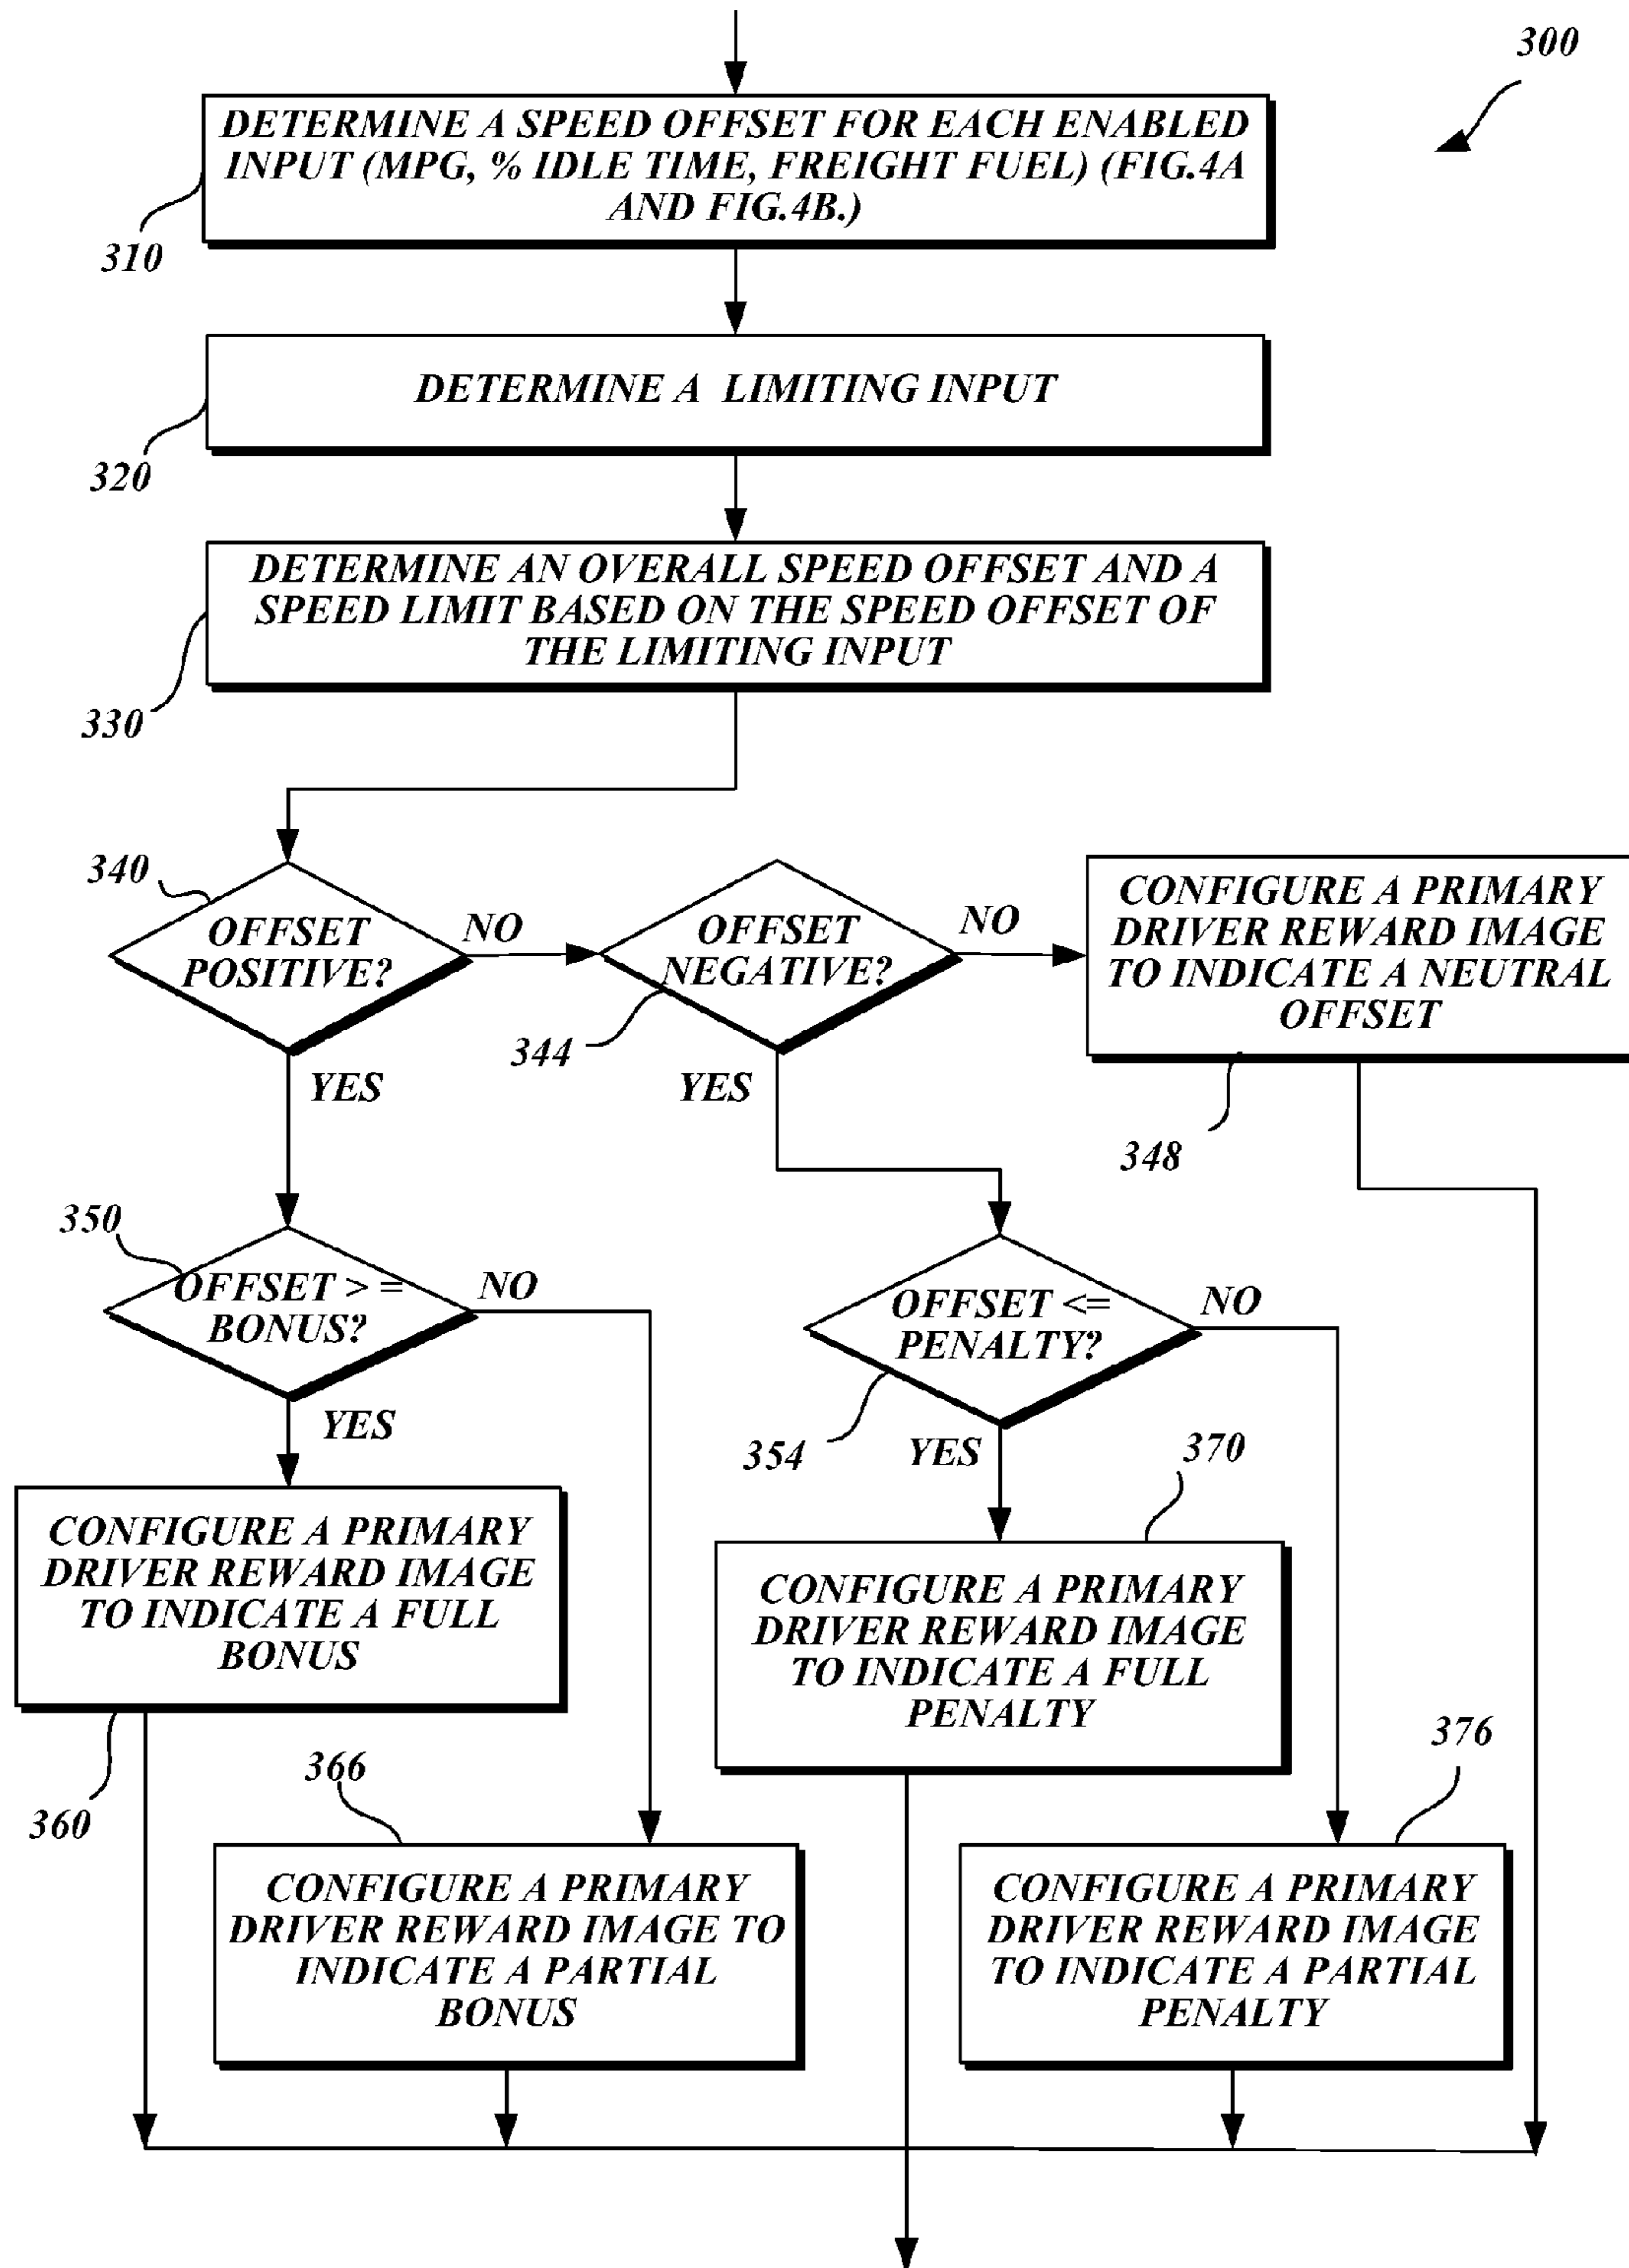 300
DETERMINE A SPEED OFFSET FOR EACH ENABLED
INPUT (MPG, % IDLE TIME, FREIGHT FUEL) (FIG.4A
AND FIG.4B.)
310
DETERMINE A LIMITING INPUT
320
DETERMINE AN OVERALL SPEED OFFSET AND A
SPEED LIMIT BASED ON THE SPEED OFFSET OF
THE LIMITING INPUT
330
340
OFFSET
POSITIVE?
NO
YES
OFFSET
NEGATIVE?
344
NO
YES
CONFIGURE A PRIMARY
DRIVER REWARD IMAGE
TO INDICATE A NEUTRAL
OFFSET
348
350
OFFSET > =
BONUS?
NO
YES
OFFSET <=
PENALTY?
NO
354
YES
370
CONFIGURE A PRIMARY
DRIVER REWARD IMAGE
TO INDICATE A FULL
BONUS
360
CONFIGURE A PRIMARY
DRIVER REWARD IMAGE
TO INDICATE A FULL
PENALTY
366
376
CONFIGURE A PRIMARY
DRIVER REWARD IMAGE TO
INDICATE A PARTIAL
BONUS
CONFIGURE A PRIMARY
DRIVER REWARD IMAGE
TO INDICATE A PARTIAL
PENALTY